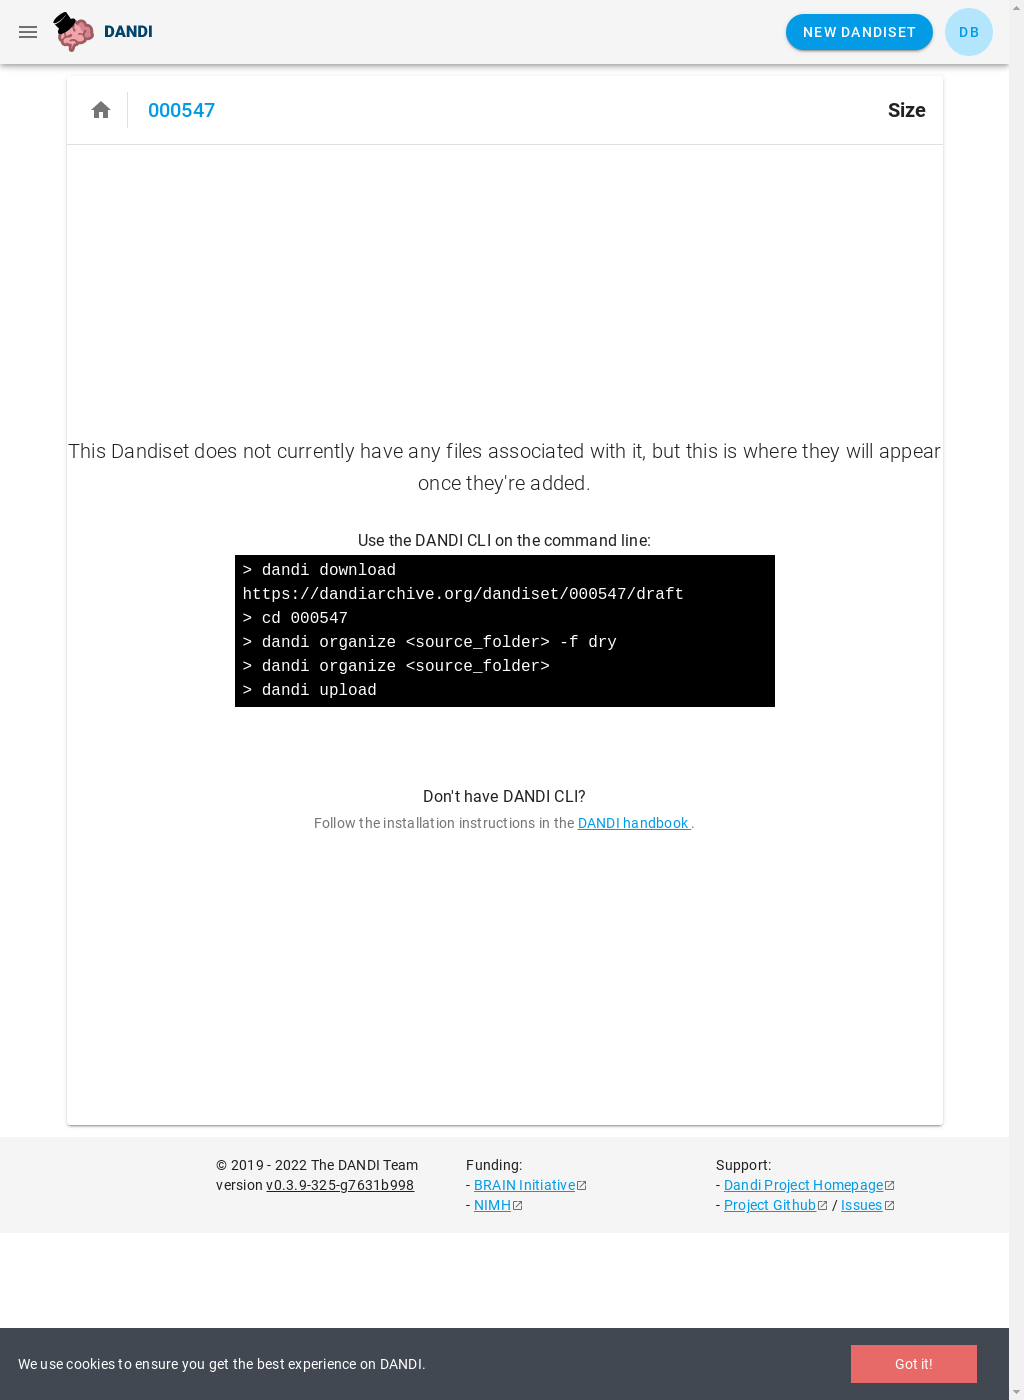 DANDI
NEW DANDISET
DB
000547
Size
This Dandiset does not currently have any files associated with it, but this is where they will appear
once they're added.
Use the DANDI CLI on the command line:
> dandi download
https://dandiarchive.org/dandiset/000547/draft
> cd 000547
> dandi organize <source_folder> -f dry
> dandi organize <source_folder>
> dandi upload
Don't have DANDI CLI?
Follow the installation instructions in the DANDI handbook .
© 2019 - 2022 The DANDI Team
version v0.3.9-325-g7631b998
Funding:
- BRAIN Initiative
- NIMH
Support:
- Dandi Project Homepage
- Project Github / Issues
We use cookies to ensure you get the best experience on DANDI.
Got it!